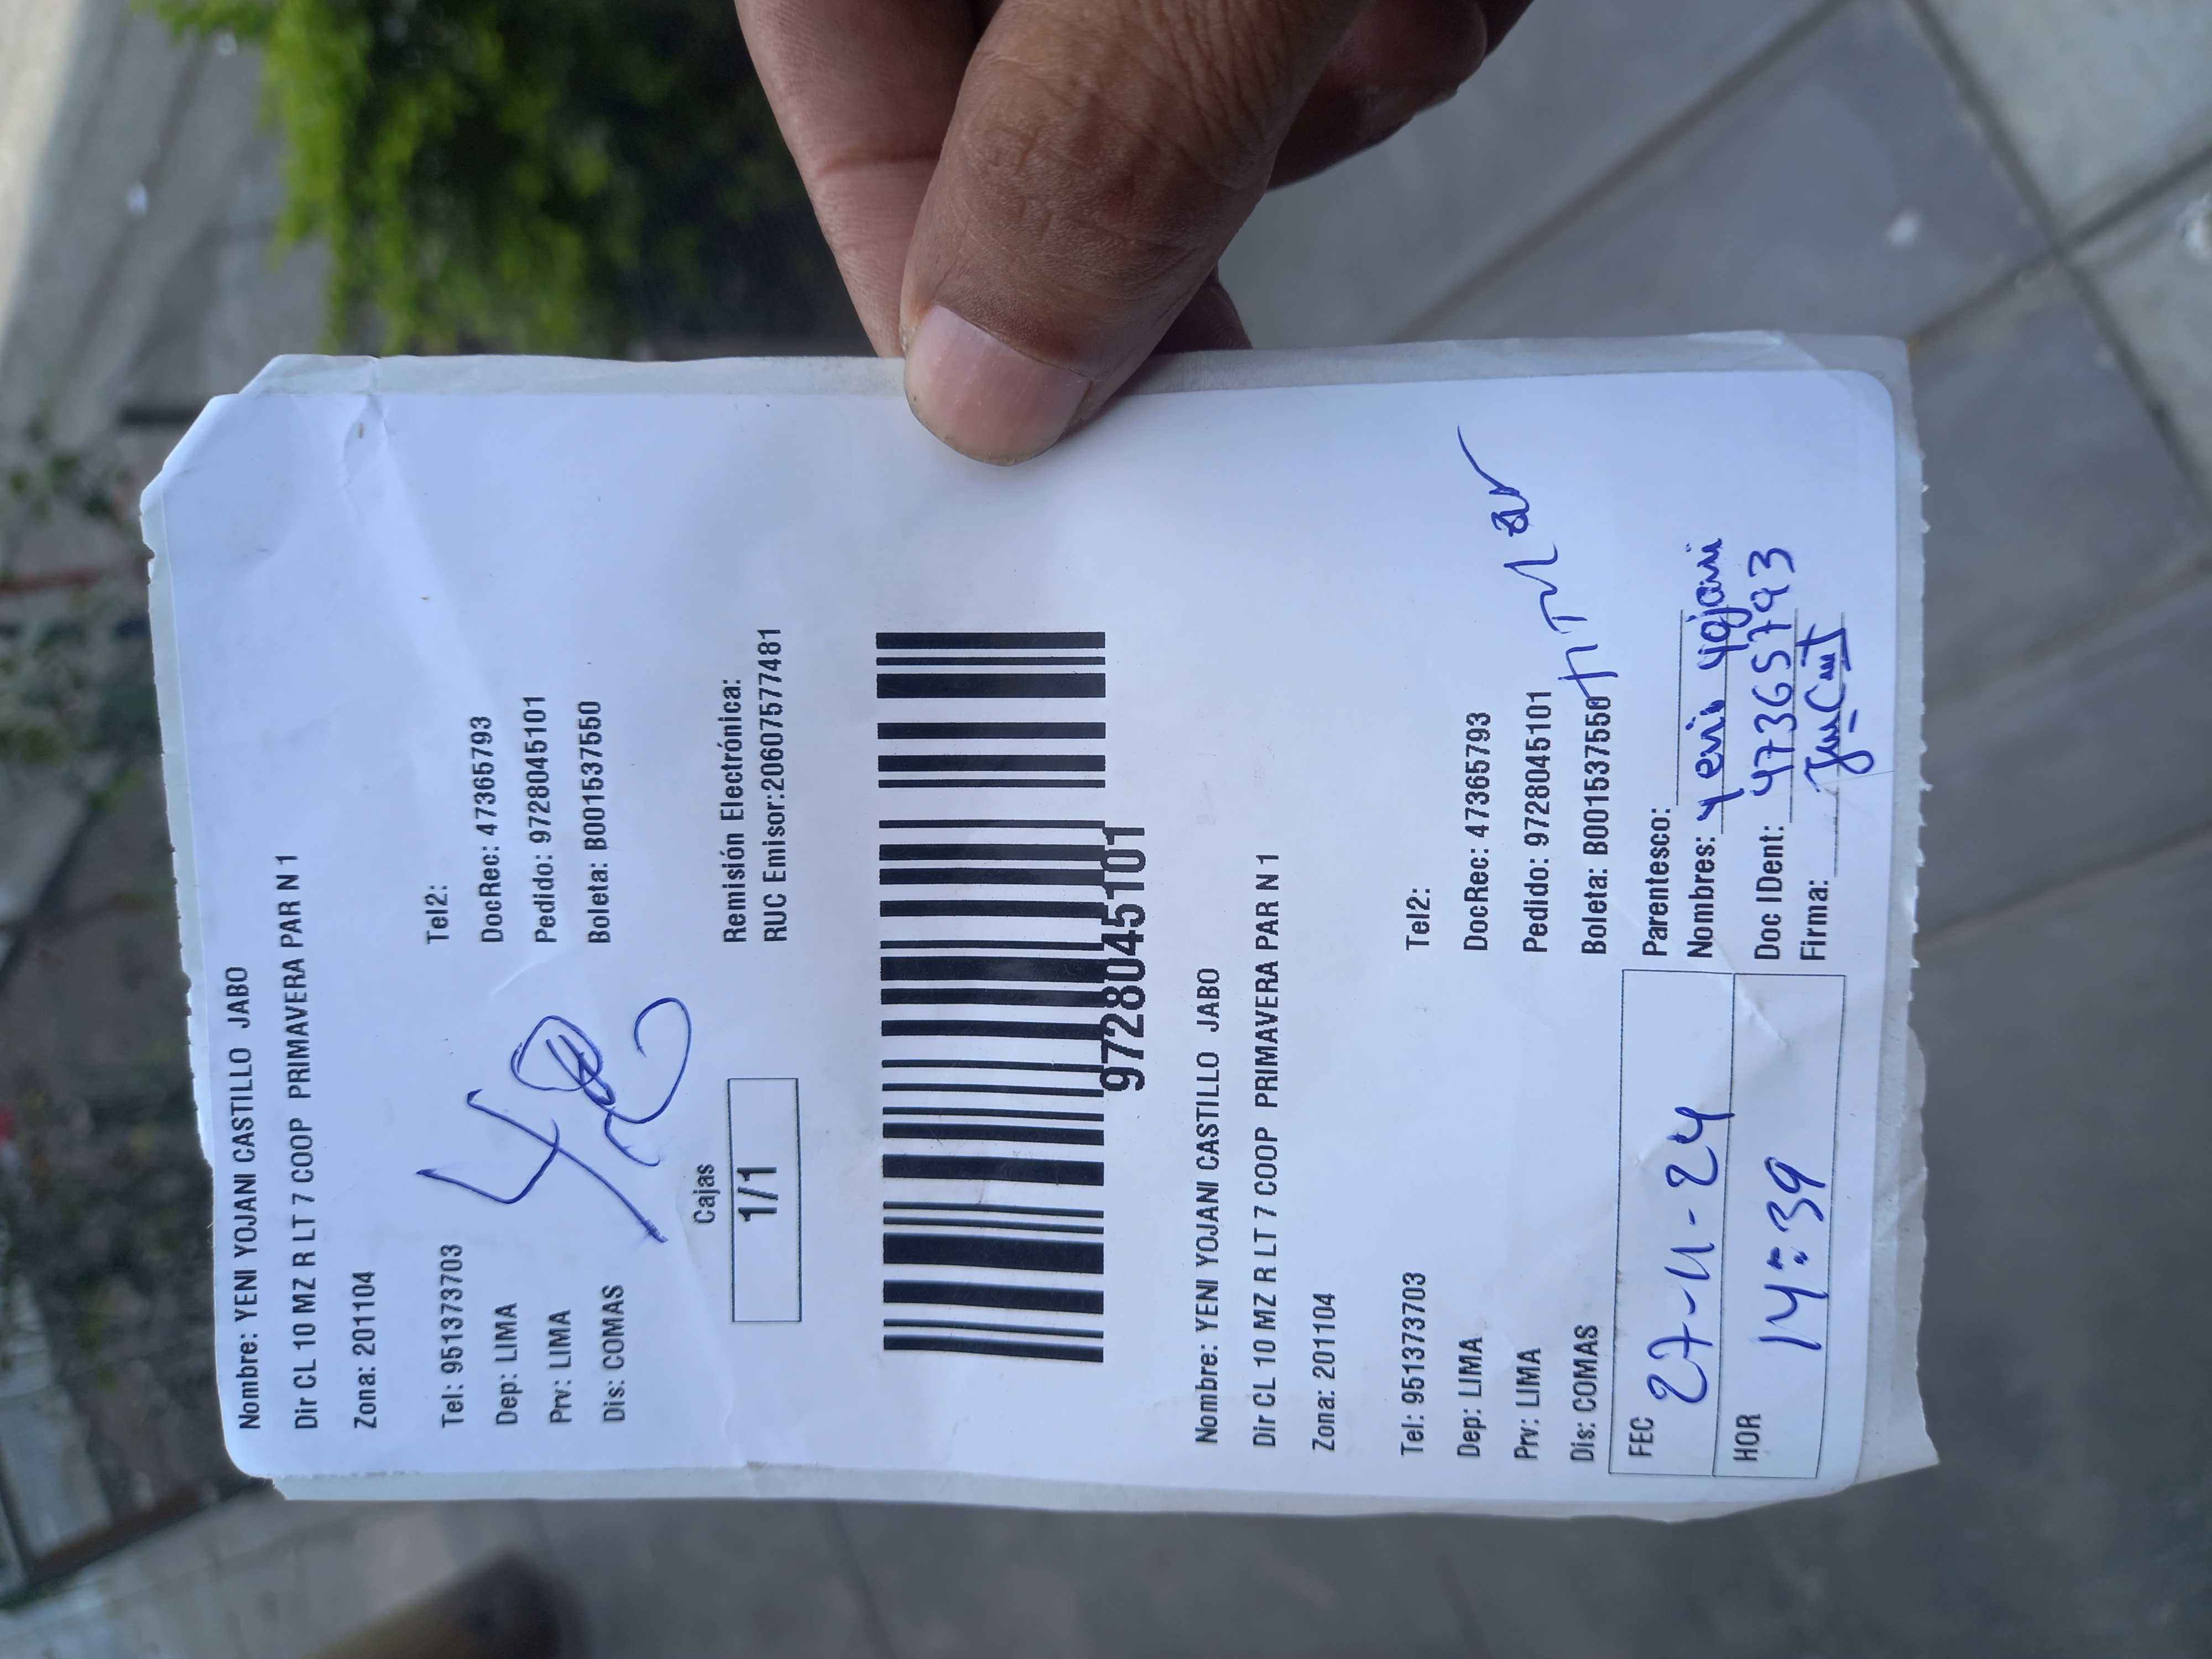 Nombre: YENI YOJANI CASTILLO JABO
Dir CL 10 MZ R LT 7 COOP PRIMAVERA PAR N 1
Zona: 201104
Tel: 951373703 Tel2:
Dep: LIMA DocRec: 47365793
Prv: LIMA Pedido: 9728045101
Dis: COMAS Boleta: B001537550
Cajas
1/1
Remisión Electrónica:
RUC Emisor:20607577481
9728045101
Nombre: YENI YOJANI CASTILLO JABO
Dir CL 10 MZ R LT 7 COOP PRIMAVERA PAR N 1
Zona: 201104
Tel: 951373703 Tel2:
Dep: LIMA DocRec: 47365793
Prv: LIMA Pedido: 9728045101
Dis: COMAS Boleta: B001537550
FEC 27-11-24 Parentesco: titular
Nombres: yeni yojani
HOR 14:39 Doc IDent: 47365793
Firma: